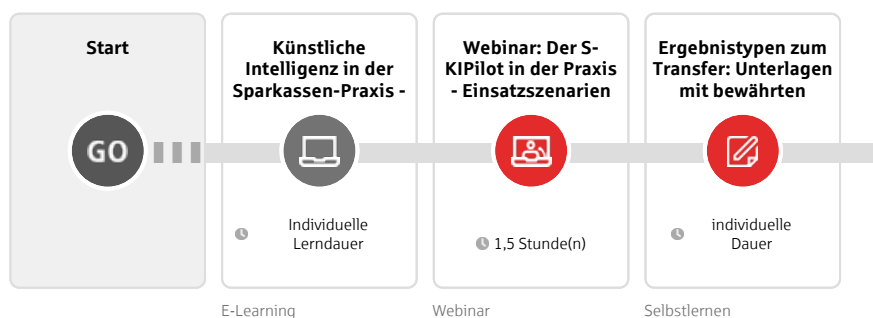 Start
GO
Künstliche
Intelligenz in der
Sparkassen-Praxis -
Individuelle
Lerndauer
E-Learning
Webinar: Der S-
KIPilot in der Praxis
- Einsatzszenarien
1,5 Stunde(n)
Webinar
Ergebnistypen zum
Transfer: Unterlagen
mit bewährten
individuelle
Dauer
Selbstlernen